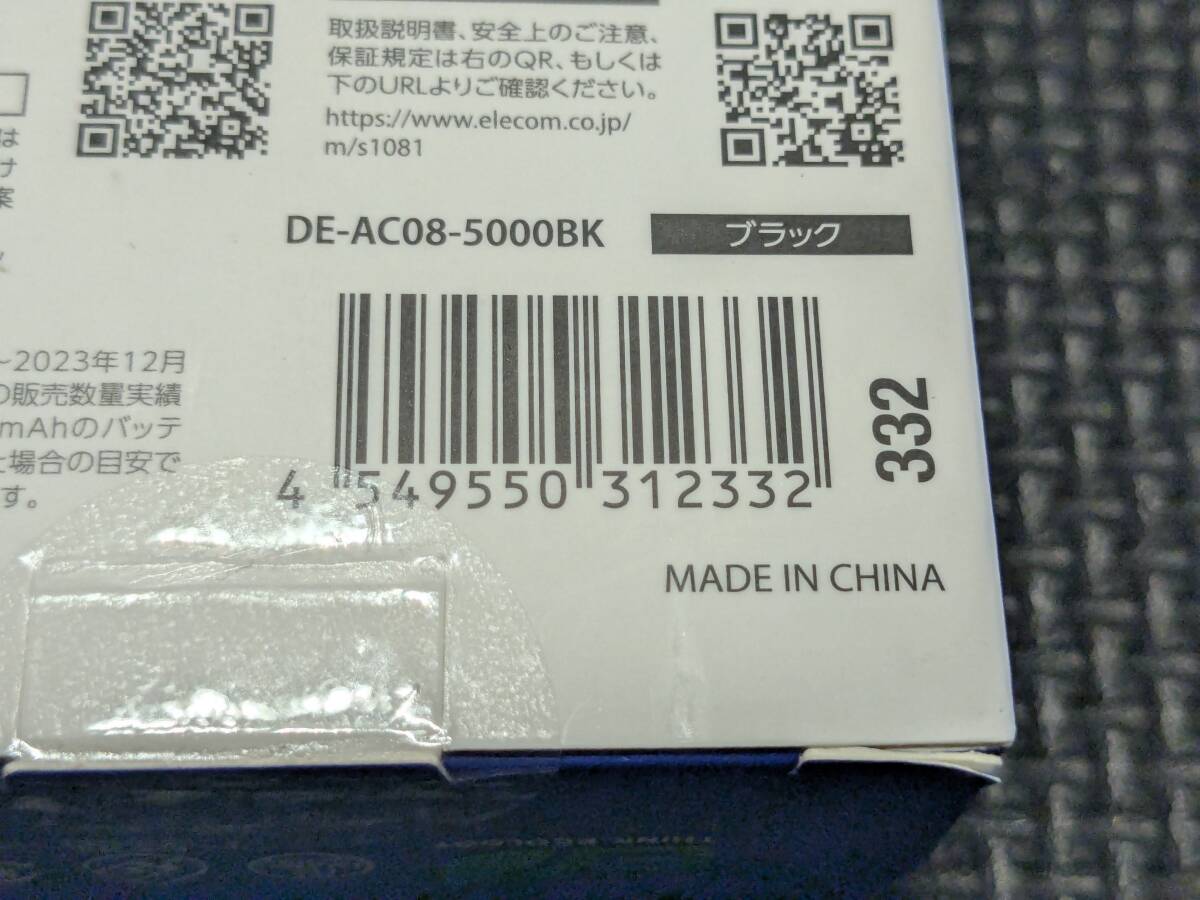 取扱説明書、安全上のご注意、
保証規定は右のQR、もしくは
下のURLよりご確認ください。
https://www.elecom.co.jp/
m/s1081
は
け
案
DE-AC08-5000BK
ブラック
～2023年12月
の販売数量実績
mAhのバッテ
た場合の目安で
す。
4 549550 312332
332
MADE IN CHINA